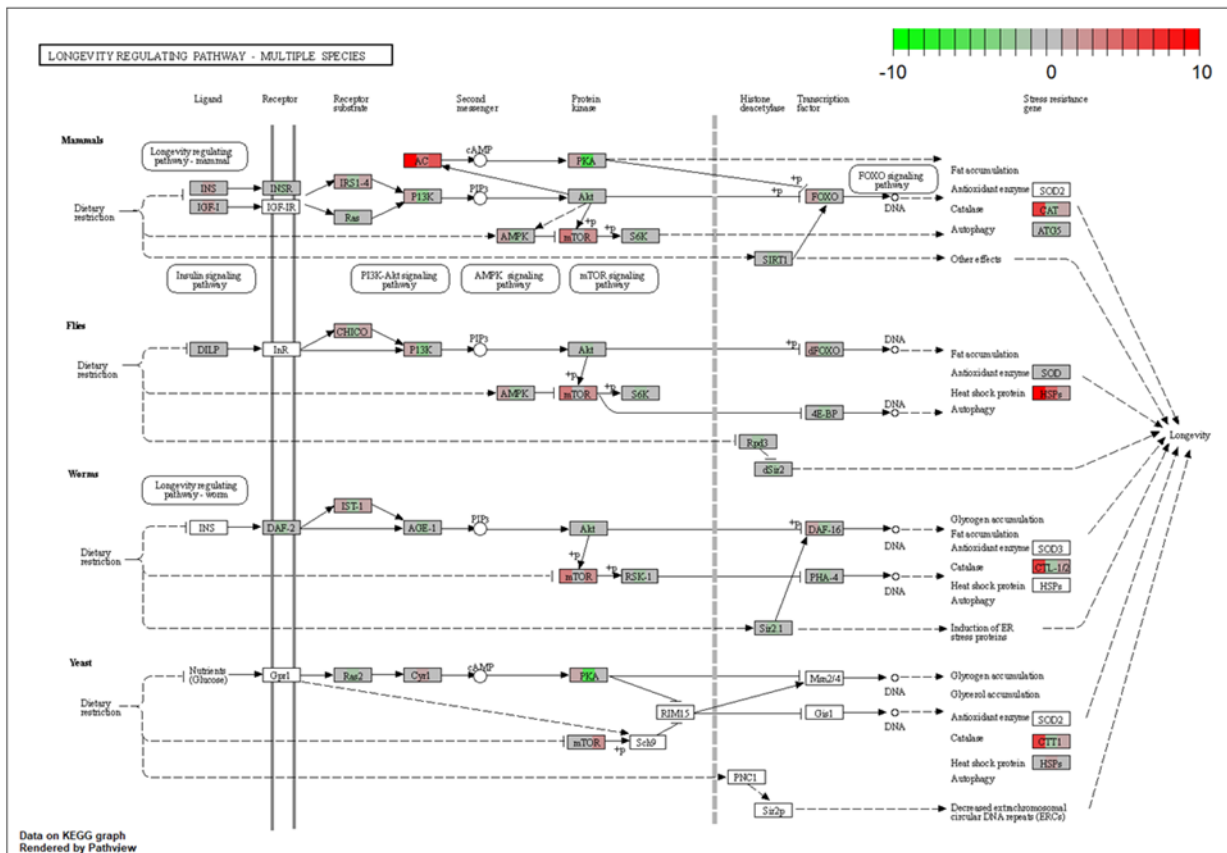 LONGEVITY REGULATING PATHWAY - MULTIPLE SPECIES
-10 0 10
Ligand Receptor Receptor substrate Second messenger Protein kinase Histone deacetylase Transcription factor Stress resistance gene
Mammals
Longevity regulating
pathway - mammal
cAMP
AC PKA
FOXO signaling
pathway
Fat accumulation
INS INSR IRS1-4 PI3K PIP3 Akt +p +p FOXO DNA
Antioxidant enzyme SOD2
IGF-I IGF-IR Ras
Dietary
restriction
Catalase CAT
AMPK +p mTOR +p S6K
Autophagy ATG5
SIRT1 Other effects
Insulin signaling
pathway
PI3K-Akt signaling
pathway
AMPK signaling
pathway
mTOR signaling
pathway
Flies
CHICO
DILP InR PI3K PIP3 Akt +p dFOXO DNA
Fat accumulation
Dietary
restriction
Antioxidant enzyme SOD
AMPK +p mTOR +p S6K
Heat shock protein HSPs
4E-BP DNA
Autophagy
Longevity
Rpd3
dSir2
Worms
Longevity regulating
pathway - worm
IST-1
INS DAF-2 AGE-1 PIP3 Akt +p DAF-16 DNA
Glycogen accumulation
Fat accumulation
Antioxidant enzyme SOD3
Dietary
restriction
Catalase CTL-1/2
+p mTOR +p RSK-1 PHA-4 DNA
Heat shock protein HSPs
Autophagy
Sir2.1
Induction of ER
stress proteins
Yeast
Nutrients
(Glucose)
Gpr1 Ras2 Cyr1 cAMP PKA Msn2/4 DNA
Glycogen accumulation
Glycerol accumulation
Dietary
restriction
RIM15 Gis1 DNA
Antioxidant enzyme SOD2
mTOR +p Sch9
Catalase CTT1
Heat shock protein HSPs
Autophagy
PNC1
Sir2p
Decreased extrachromosomal
circular DNA repeats (ERCs)
Data on KEGG graph
Rendered by Pathview